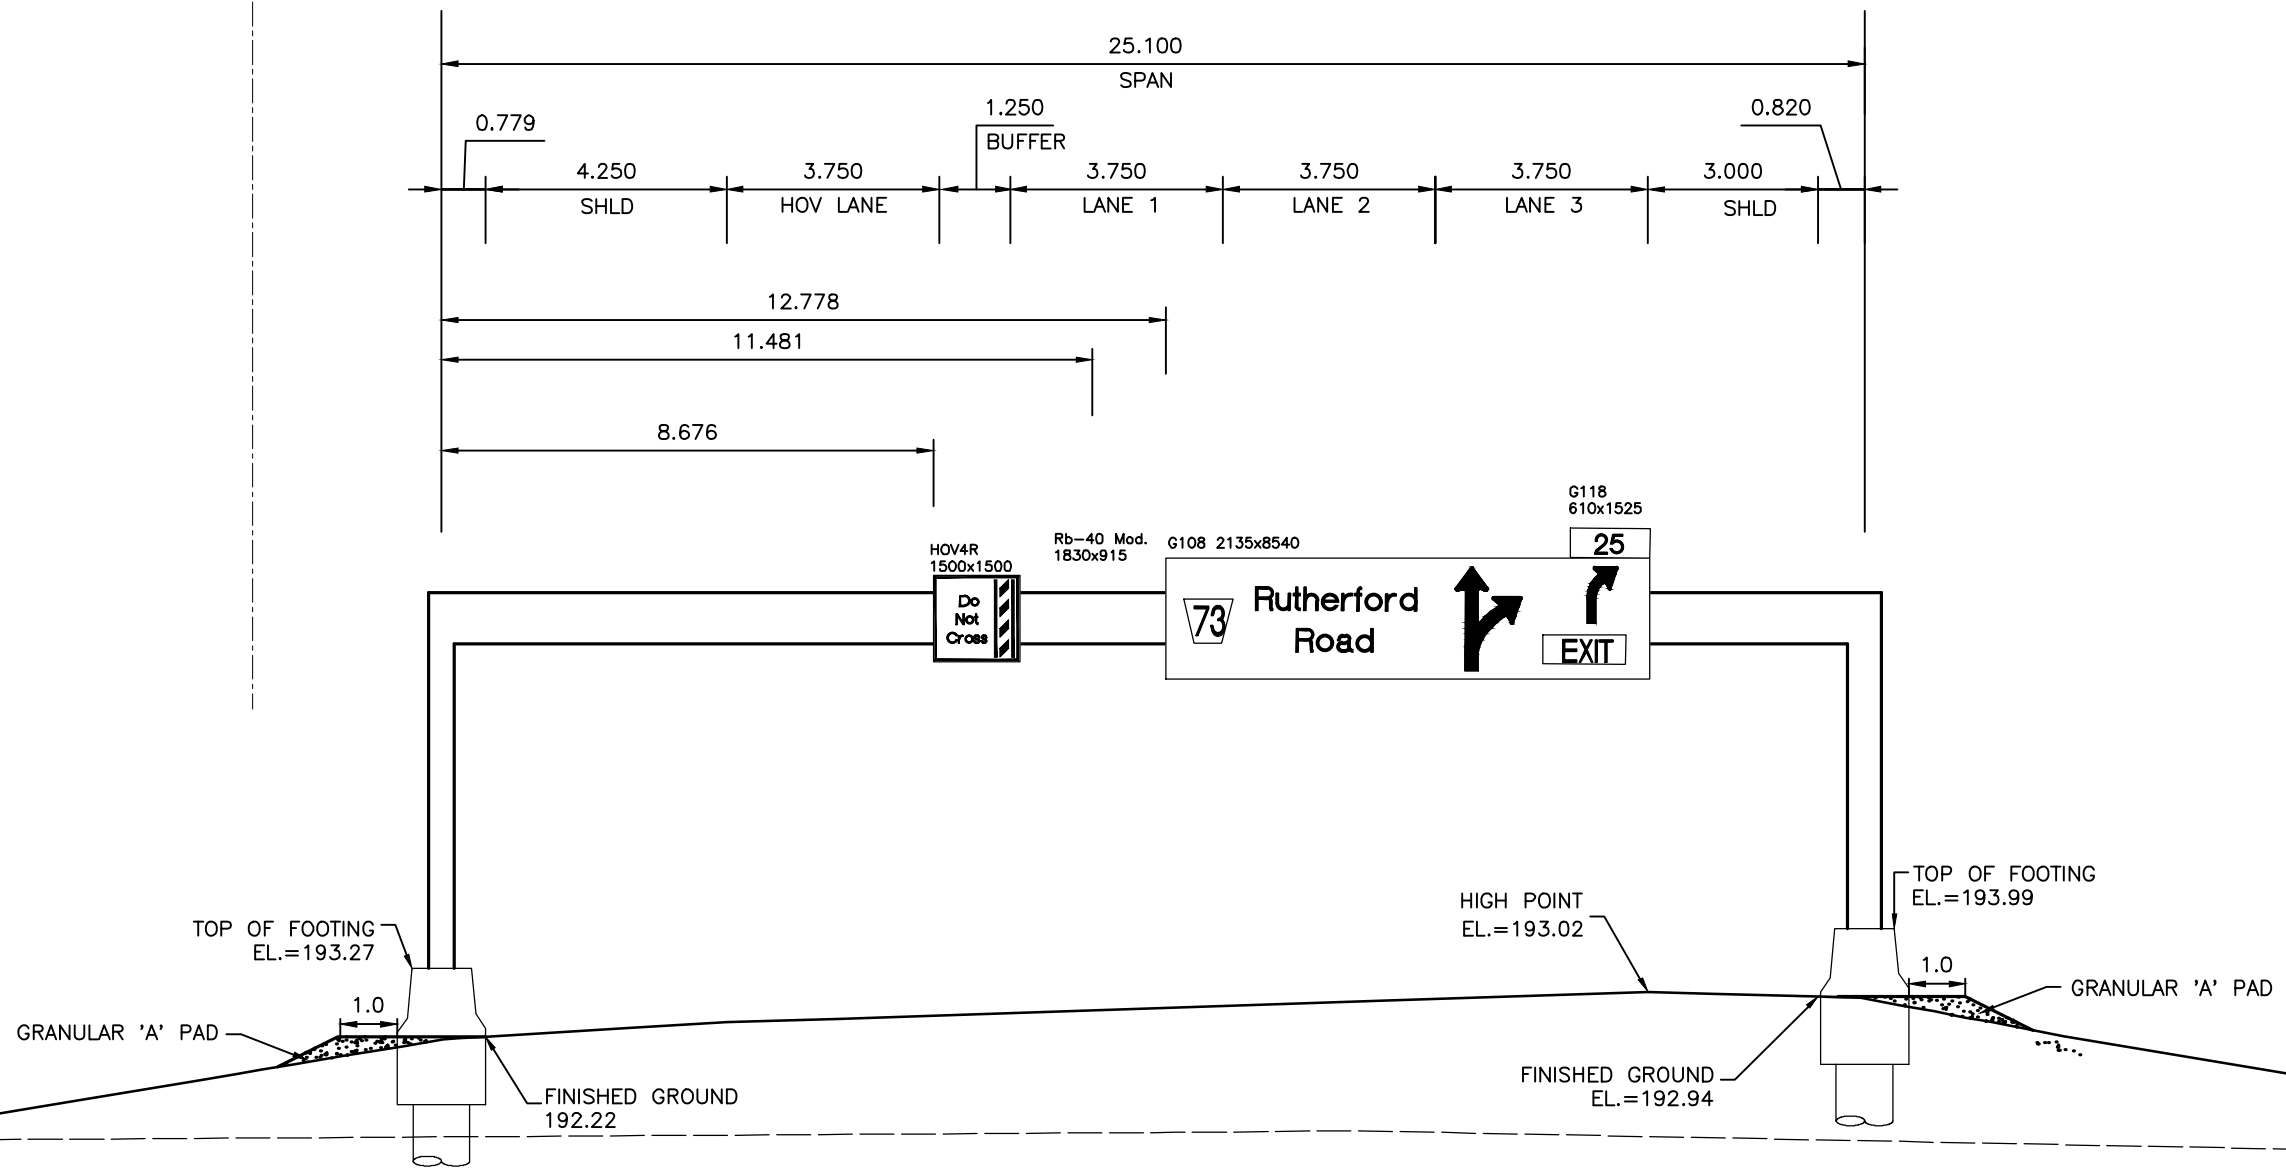 25.100
SPAN
0.779
1.250
BUFFER
0.820
4.250
SHLD
3.750
HOV LANE
3.750
LANE 1
3.750
LANE 2
3.750
LANE 3
3.000
SHLD
12.778
11.481
8.676
G118
610x1525
HOV4R
1500x1500
Rb-40 Mod.
1830x915
G108 2135x8540
25
Do
Not
Cross
73
Rutherford
Road
EXIT
TOP OF FOOTING
EL.=193.27
HIGH POINT
EL.=193.02
TOP OF FOOTING
EL.=193.99
1.0
GRANULAR 'A' PAD
1.0
GRANULAR 'A' PAD
FINISHED GROUND
192.22
FINISHED GROUND
EL.=192.94